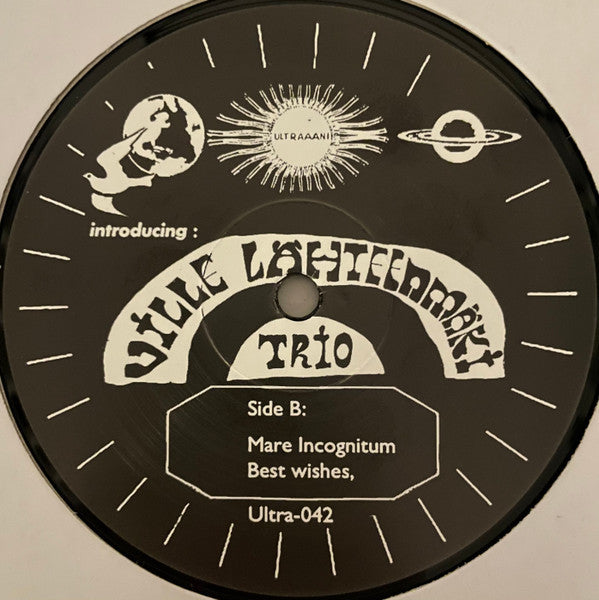 ULTRAAANI
introducing :
VILLE LÄHTEENMÄKI
TRIO
Side B:
Mare Incognitum
Best wishes,
Ultra-042